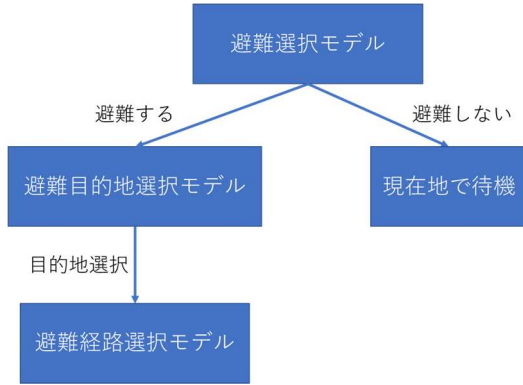 避難選択モデル
避難する
避難しない
避難目的地選択モデル
現在地で待機
目的地選択
避難経路選択モデル